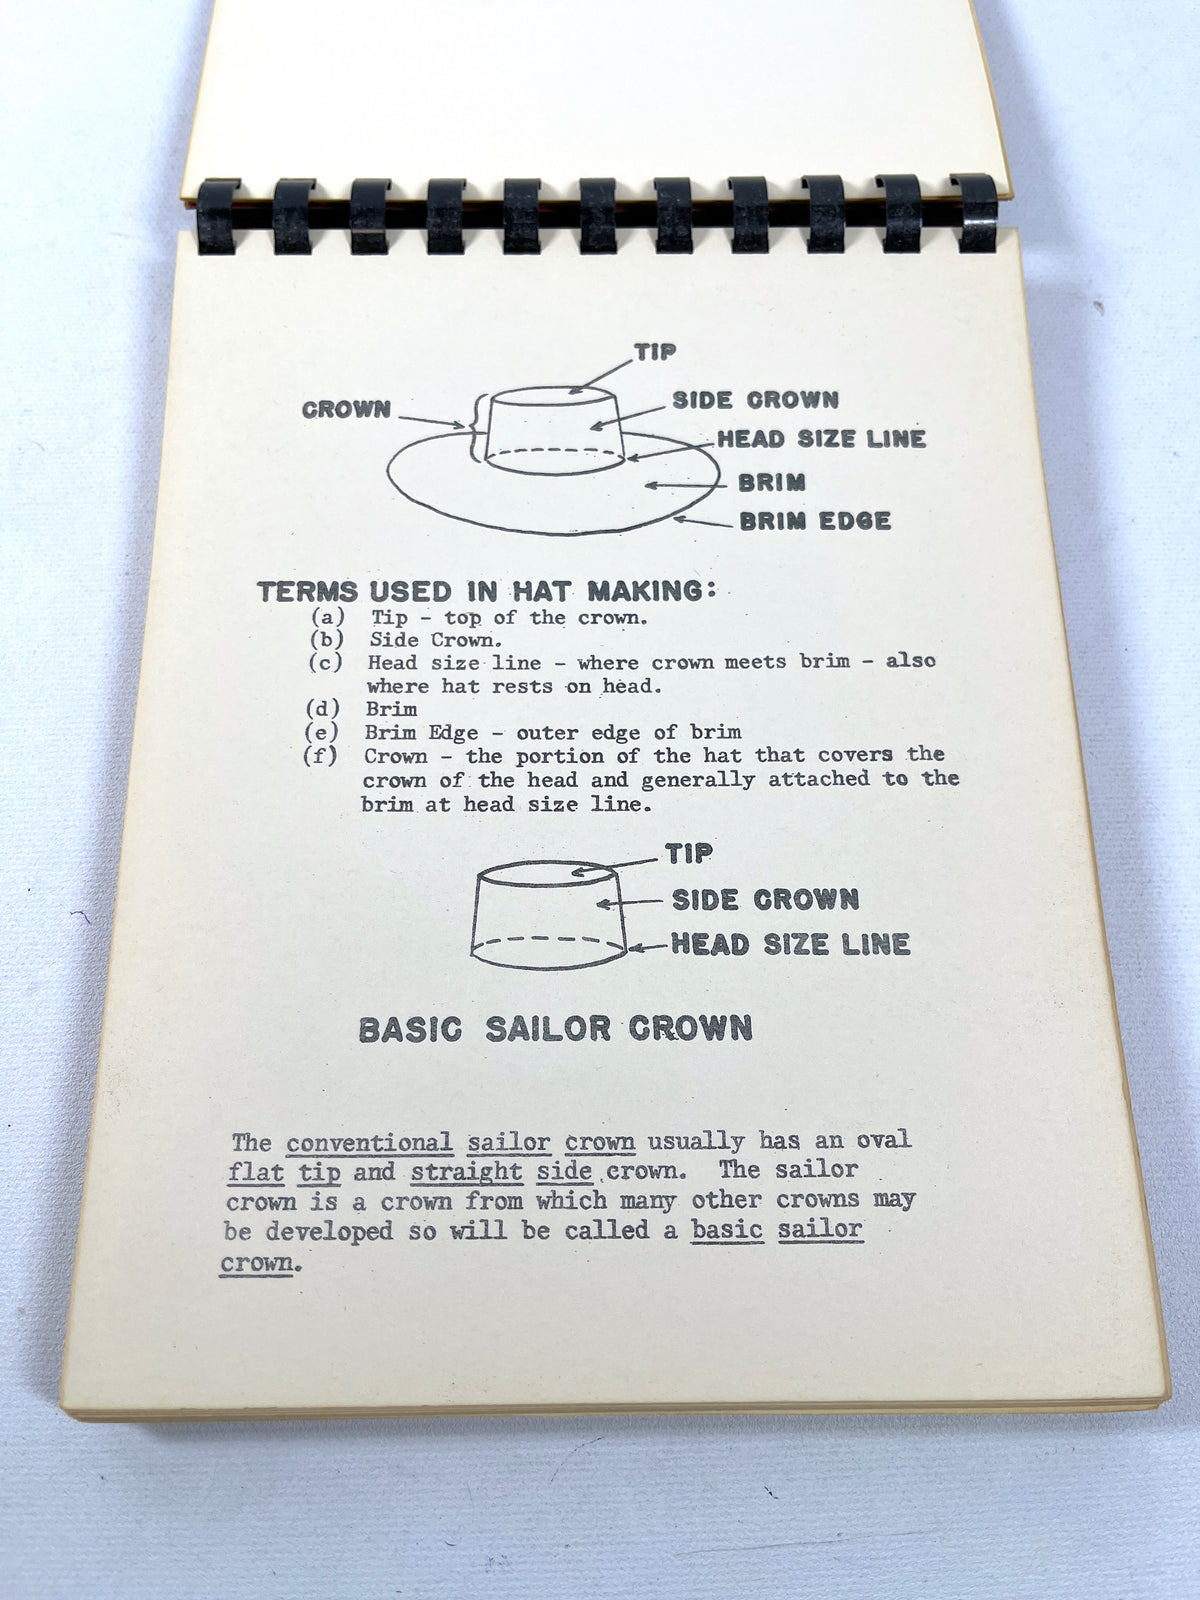 TIP
CROWN
SIDE CROWN
HEAD SIZE LINE
BRIM
BRIM EDGE
TERMS USED IN HAT MAKING:
(a) Tip - top of the crown.
(b) Side Crown.
(c) Head size line - where crown meets brim - also
where hat rests on head.
(d) Brim
(e) Brim Edge - outer edge of brim
(f) Crown - the portion of the hat that covers the
crown of the head and generally attached to the
brim at head size line.
TIP
SIDE CROWN
HEAD SIZE LINE
BASIC SAILOR CROWN
The conventional sailor crown usually has an oval
flat tip and straight side crown. The sailor
crown is a crown from which many other crowns may
be developed so will be called a basic sailor
crown.